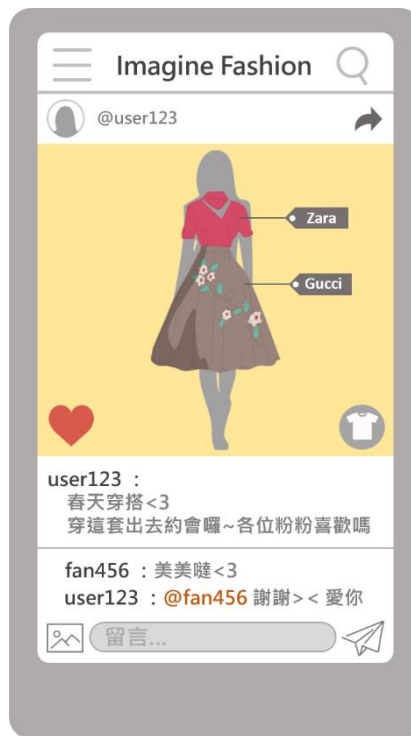 Imagine Fashion
@user123
Zara
Gucci
user123 :
春天穿搭<3
穿這套出去約會囉~各位粉粉喜歡嗎
fan456 : 美美噠<3
user123 : @fan456 謝謝> < 愛你
留言...